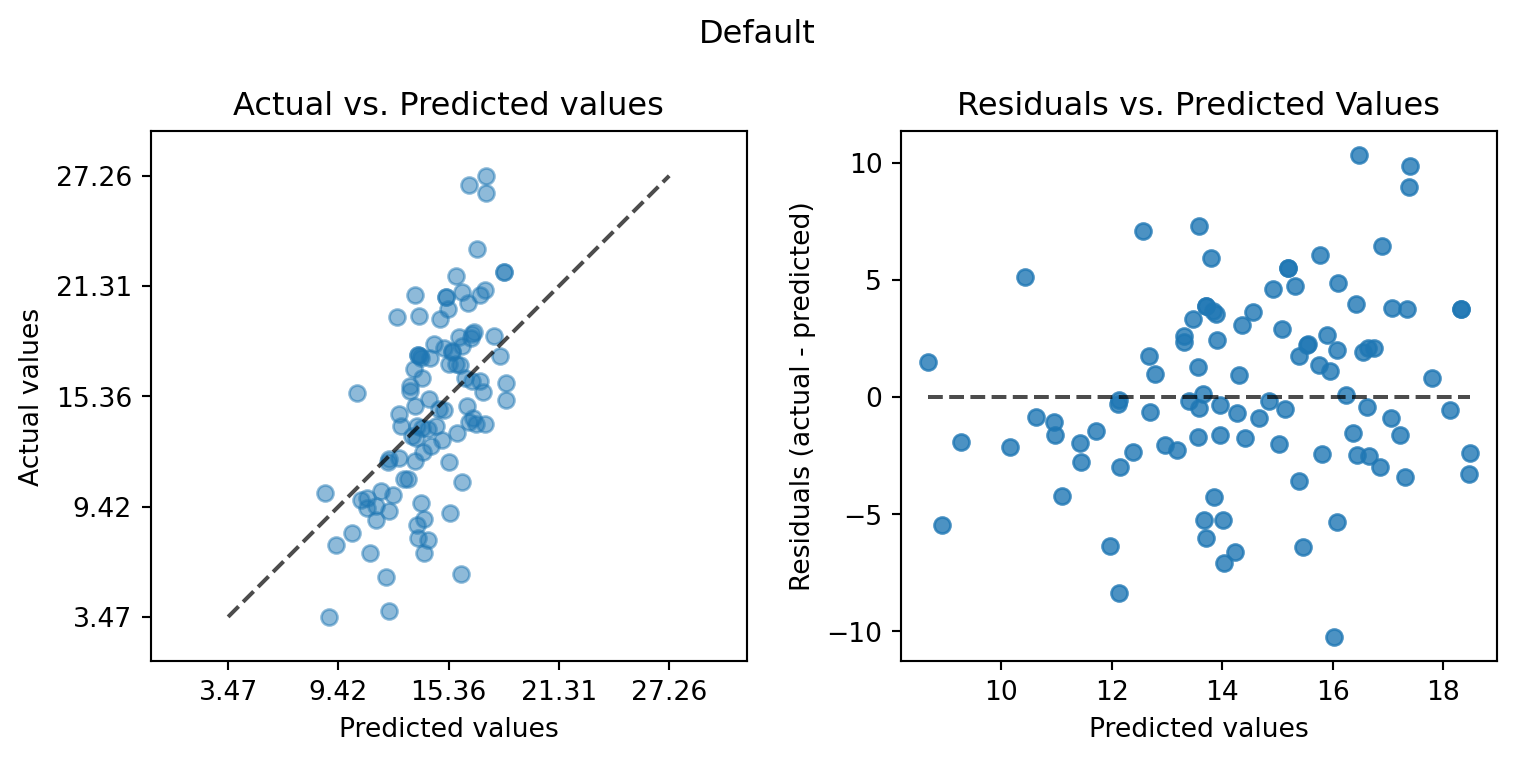 Default
Actual vs. Predicted values
Actual values
27.26
21.31
15.36
9.42
3.47
3.47 9.42 15.36 21.31 27.26
Predicted values
Residuals vs. Predicted Values
Residuals (actual - predicted)
10
5
0
−5
−10
10 12 14 16 18
Predicted values